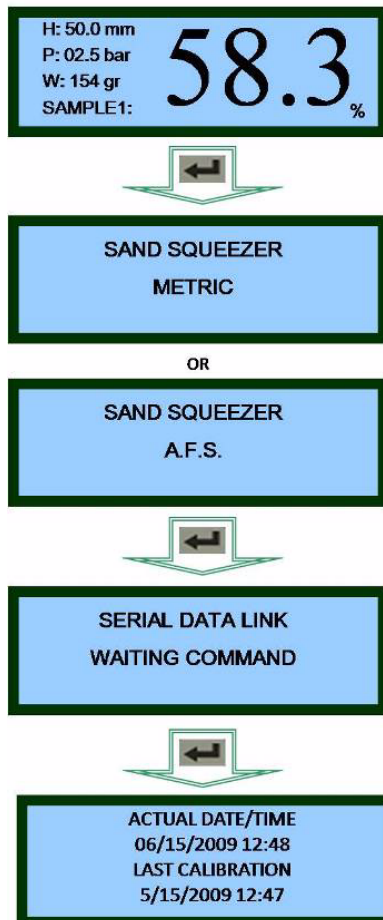 H: 50.0 mm
P: 02.5 bar
W: 154 gr
SAMPLE1:
58.3 %
SAND SQUEEZER
METRIC
OR
SAND SQUEEZER
A.F.S.
SERIAL DATA LINK
WAITING COMMAND
ACTUAL DATE/TIME
06/15/2009 12:48
LAST CALIBRATION
5/15/2009 12:47